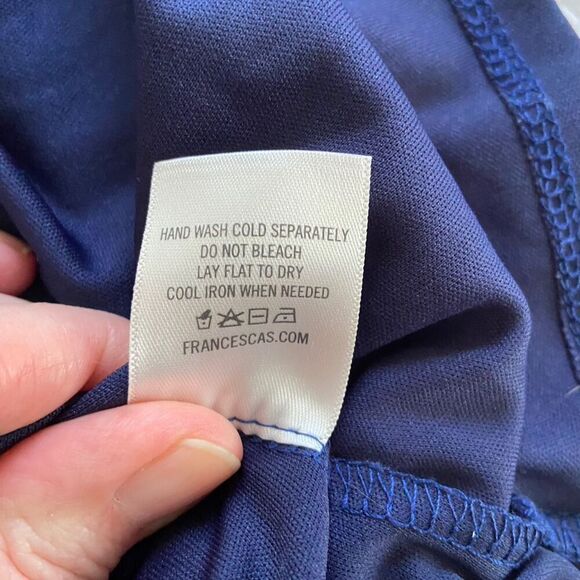 HAND WASH COLD SEPARATELY
DO NOT BLEACH
LAY FLAT TO DRY
COOL IRON WHEN NEEDED
FRANCESCAS.COM